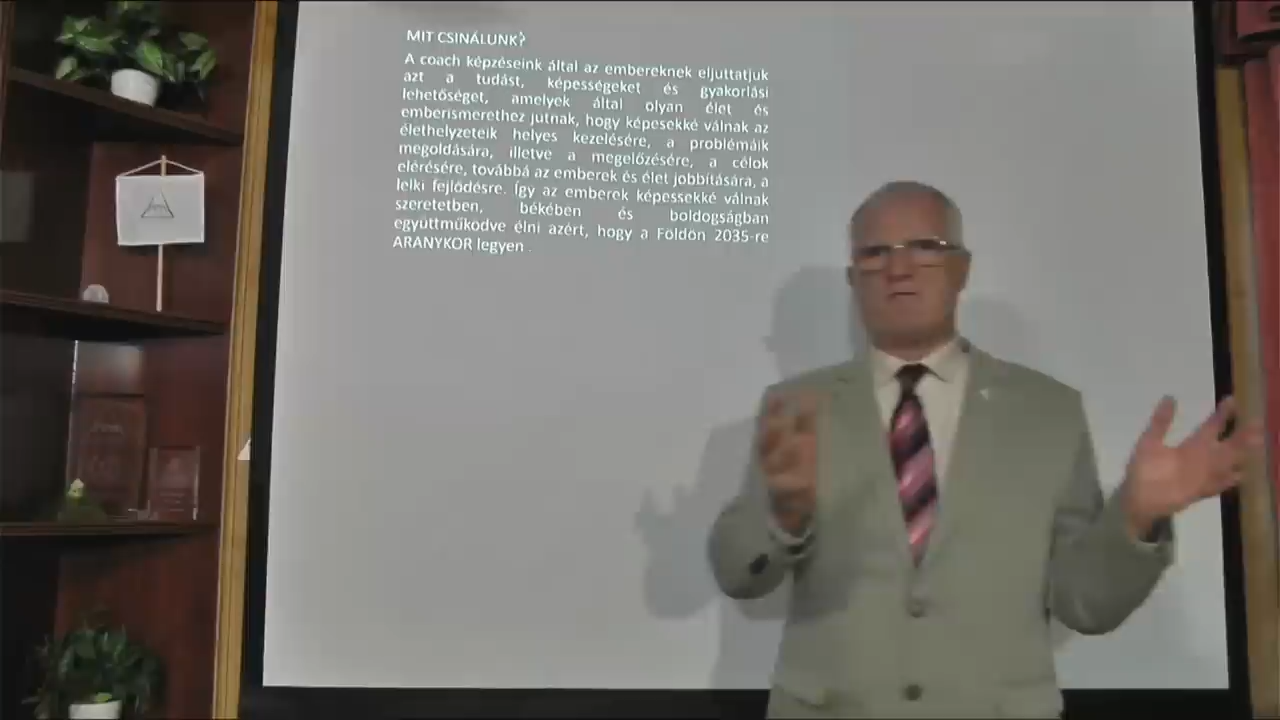 MIT CSINÁLUNK?
A coach képzéseink által az embereknek eljuttatjuk
azt a tudást, képességeket és gyakorlási
lehetőséget, amelyek által olyan élet és
emberismerethez jutnak, hogy képesekké válnak az
élethelyzeteik helyes kezelésére, a problémáik
megoldására, illetve a megelőzésére, a célok
elérésére, továbbá az emberek és élet jobbítására, a
lelki fejlődésre. Így az emberek képessekké válnak
szeretetben, békében és boldogságban
együttműködve élni azért, hogy a Földön 2035-re
ARANYKOR legyen .